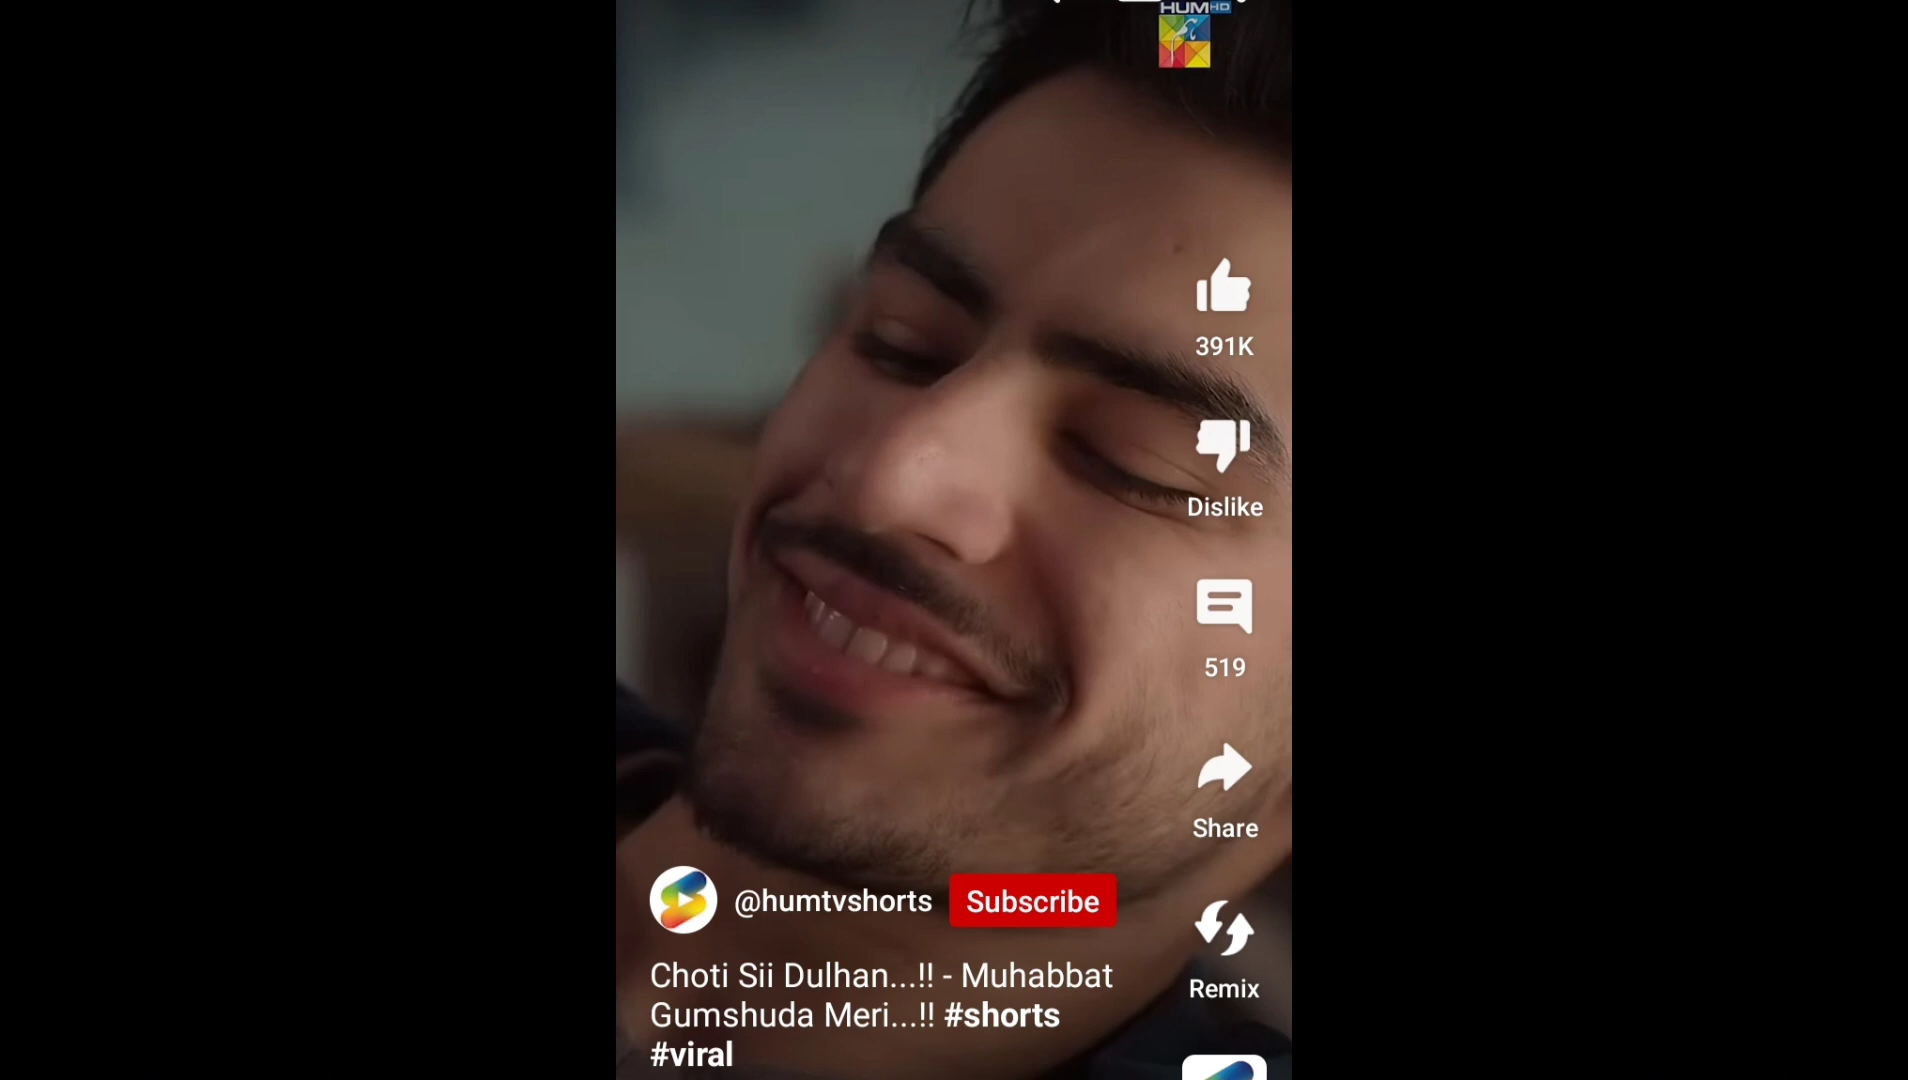 HUM HD
391K
Dislike
519
Share
@humtvshorts Subscribe
Remix
Choti Sii Dulhan...!! - Muhabbat
Gumshuda Meri...!! #shorts
#viral